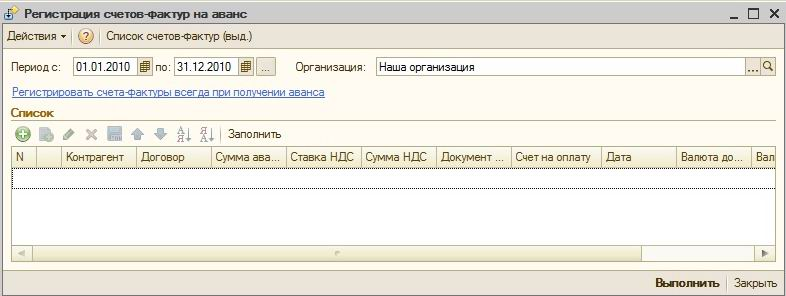 Регистрация счетов-фактур на аванс
Действия Список счетов-фактур (выд.)
Период с: 01.01.2010 по: 31.12.2010 ... Организация: Наша организация ...
Регистрировать счета-фактуры всегда при получении аванса
Список
Заполнить
N Контрагент Договор Сумма ава... Ставка НДС Сумма НДС Документ ... Счет на оплату Дата Валюта до... Вал
Выполнить Закрыть